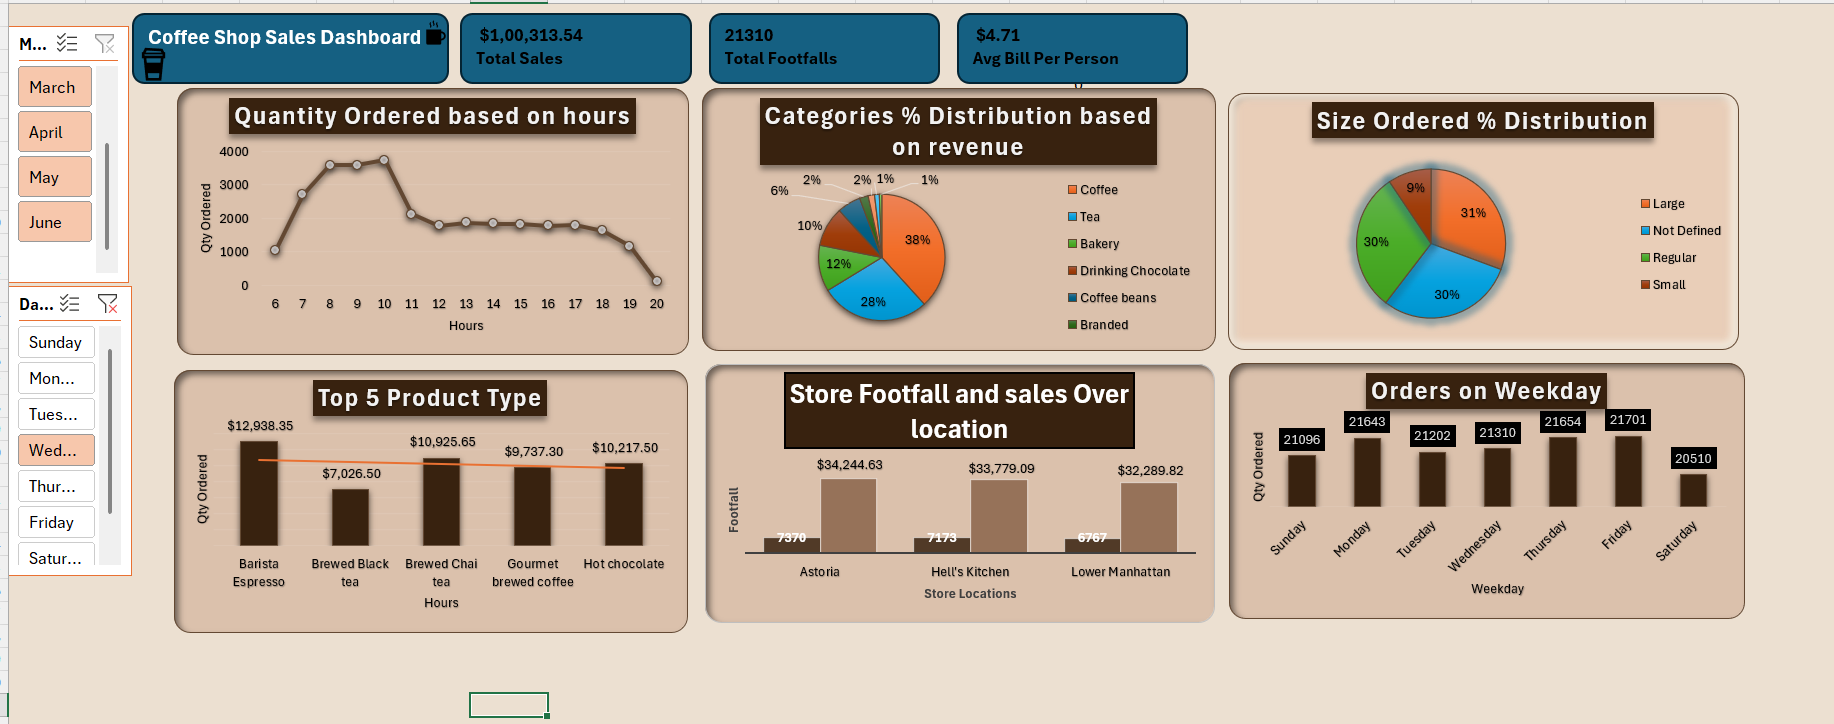 M...
March
April
May
June
Da...
Sunday
Mon...
Tues...
Wed...
Thur...
Friday
Satur...
Coffee Shop Sales Dashboard
$1,00,313.54
Total Sales
21310
Total Footfalls
$4.71
Avg Bill Per Person
Quantity Ordered based on hours
4000
3000
2000
1000
0
Qty Ordered
6 7 8 9 10 11 12 13 14 15 16 17 18 19 20
Hours
Categories % Distribution based
on revenue
38%
28%
12%
10%
6%
2%
2%
1%
1%
Coffee
Tea
Bakery
Drinking Chocolate
Coffee beans
Branded
Size Ordered % Distribution
31%
30%
30%
9%
Large
Not Defined
Regular
Small
Top 5 Product Type
Qty Ordered
$12,938.35
$7,026.50
$10,925.65
$9,737.30
$10,217.50
Barista
Espresso
Brewed Black
tea
Brewed Chai
tea
Gourmet
brewed coffee
Hot chocolate
Hours
Store Footfall and sales Over
location
Footfall
$34,244.63
$33,779.09
$32,289.82
7370
7173
6767
Astoria
Hell's Kitchen
Lower Manhattan
Store Locations
Orders on Weekday
Qty Ordered
21096
21643
21202
21310
21654
21701
20510
Sunday
Monday
Tuesday
Wednesday
Thursday
Friday
Saturday
Weekday